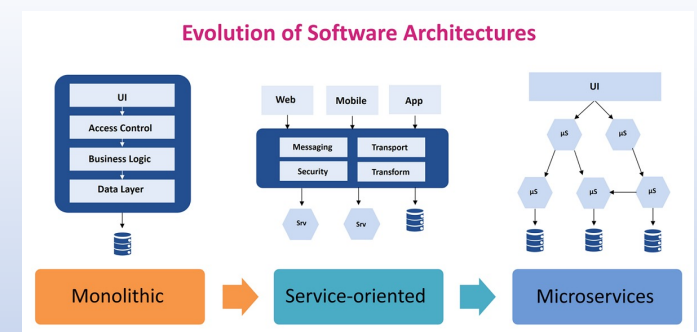 Evolution of Software Architectures
UI
Access Control
Business Logic
Data Layer
Web
Mobile
App
Messaging
Transport
Security
Transform
Srv
Srv
UI
µS
µS
µS
µS
µS
Monolithic
Service-oriented
Microservices